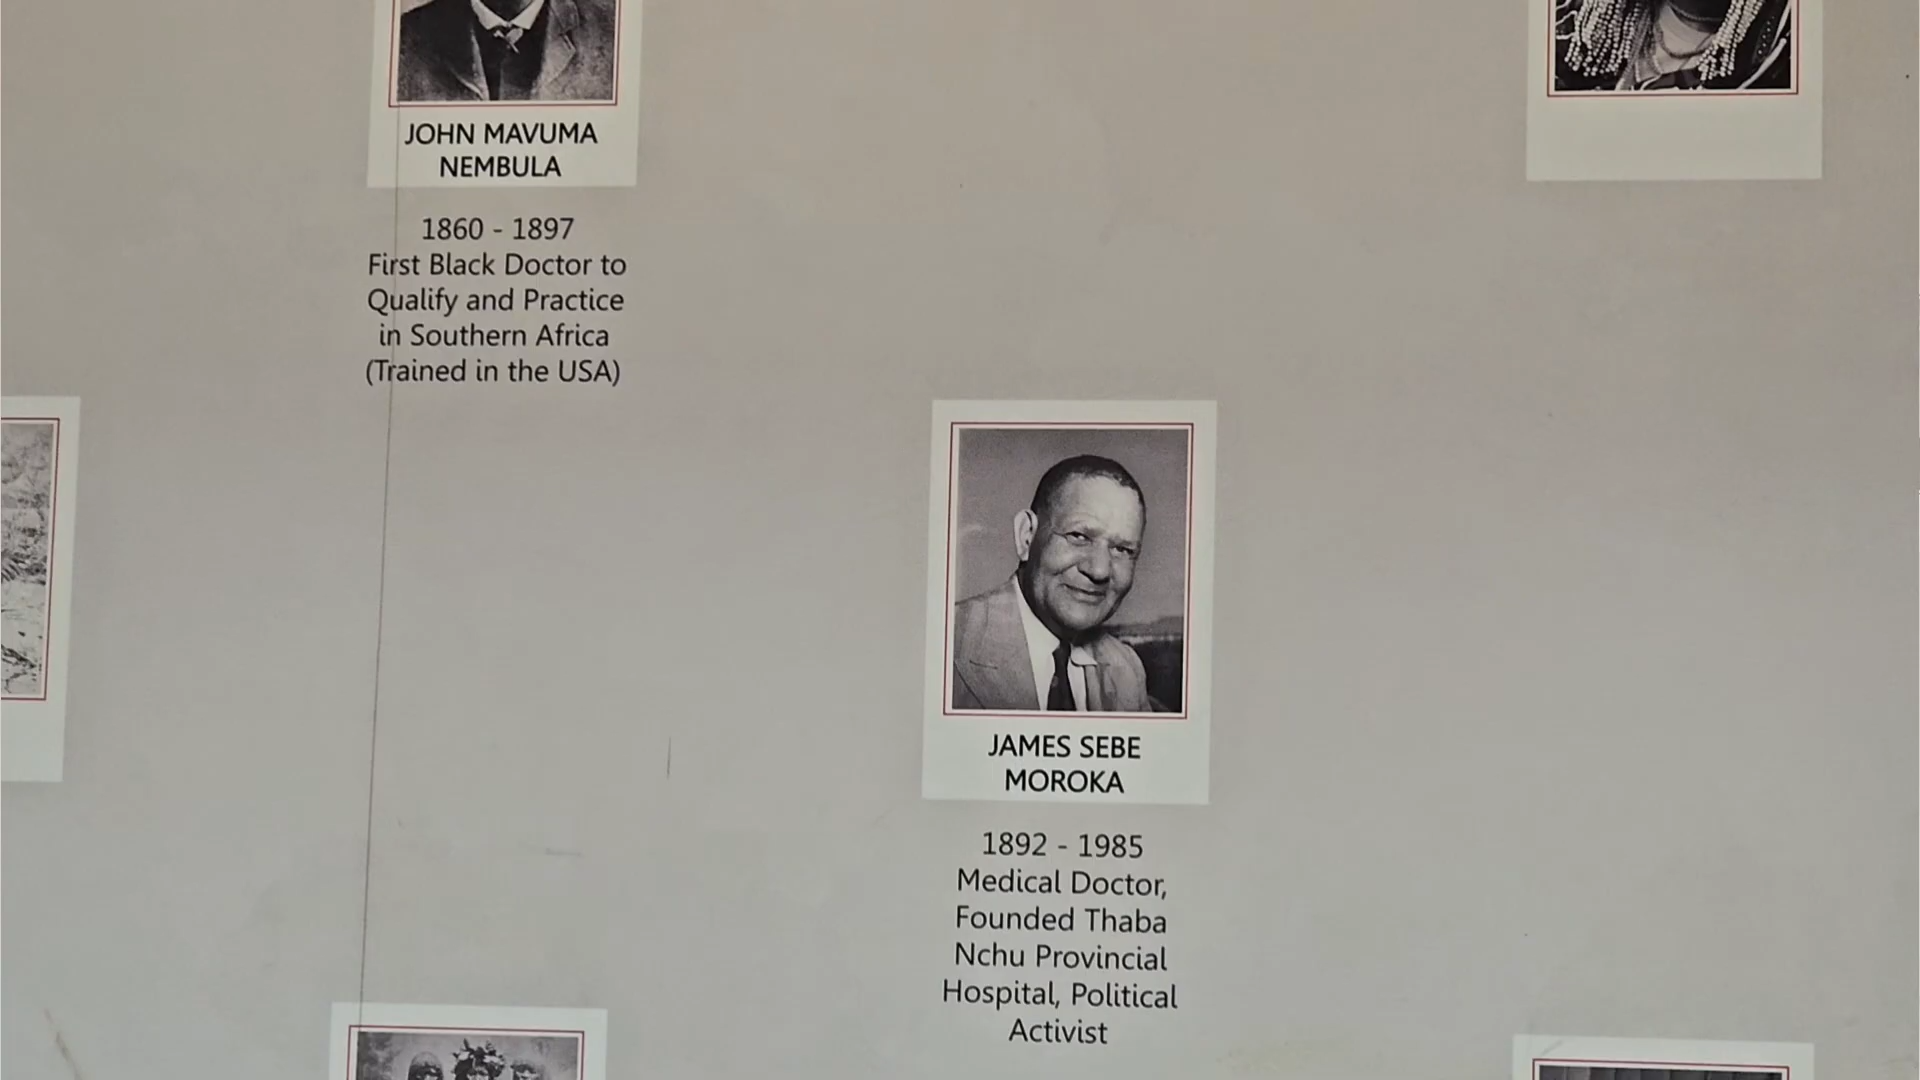 JOHN MAVUMA
NEMBULA
1860 - 1897
First Black Doctor to
Qualify and Practice
in Southern Africa
(Trained in the USA)
JAMES SEBE
MOROKA
1892 - 1985
Medical Doctor,
Founded Thaba
Nchu Provincial
Hospital, Political
Activist